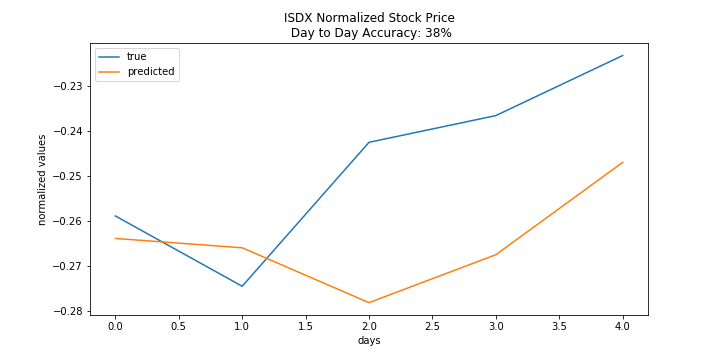 ISDX Normalized Stock Price
Day to Day Accuracy: 38%
true
predicted
normalized values
−0.23
−0.24
−0.25
−0.26
−0.27
−0.28
0.0 0.5 1.0 1.5 2.0 2.5 3.0 3.5 4.0
days